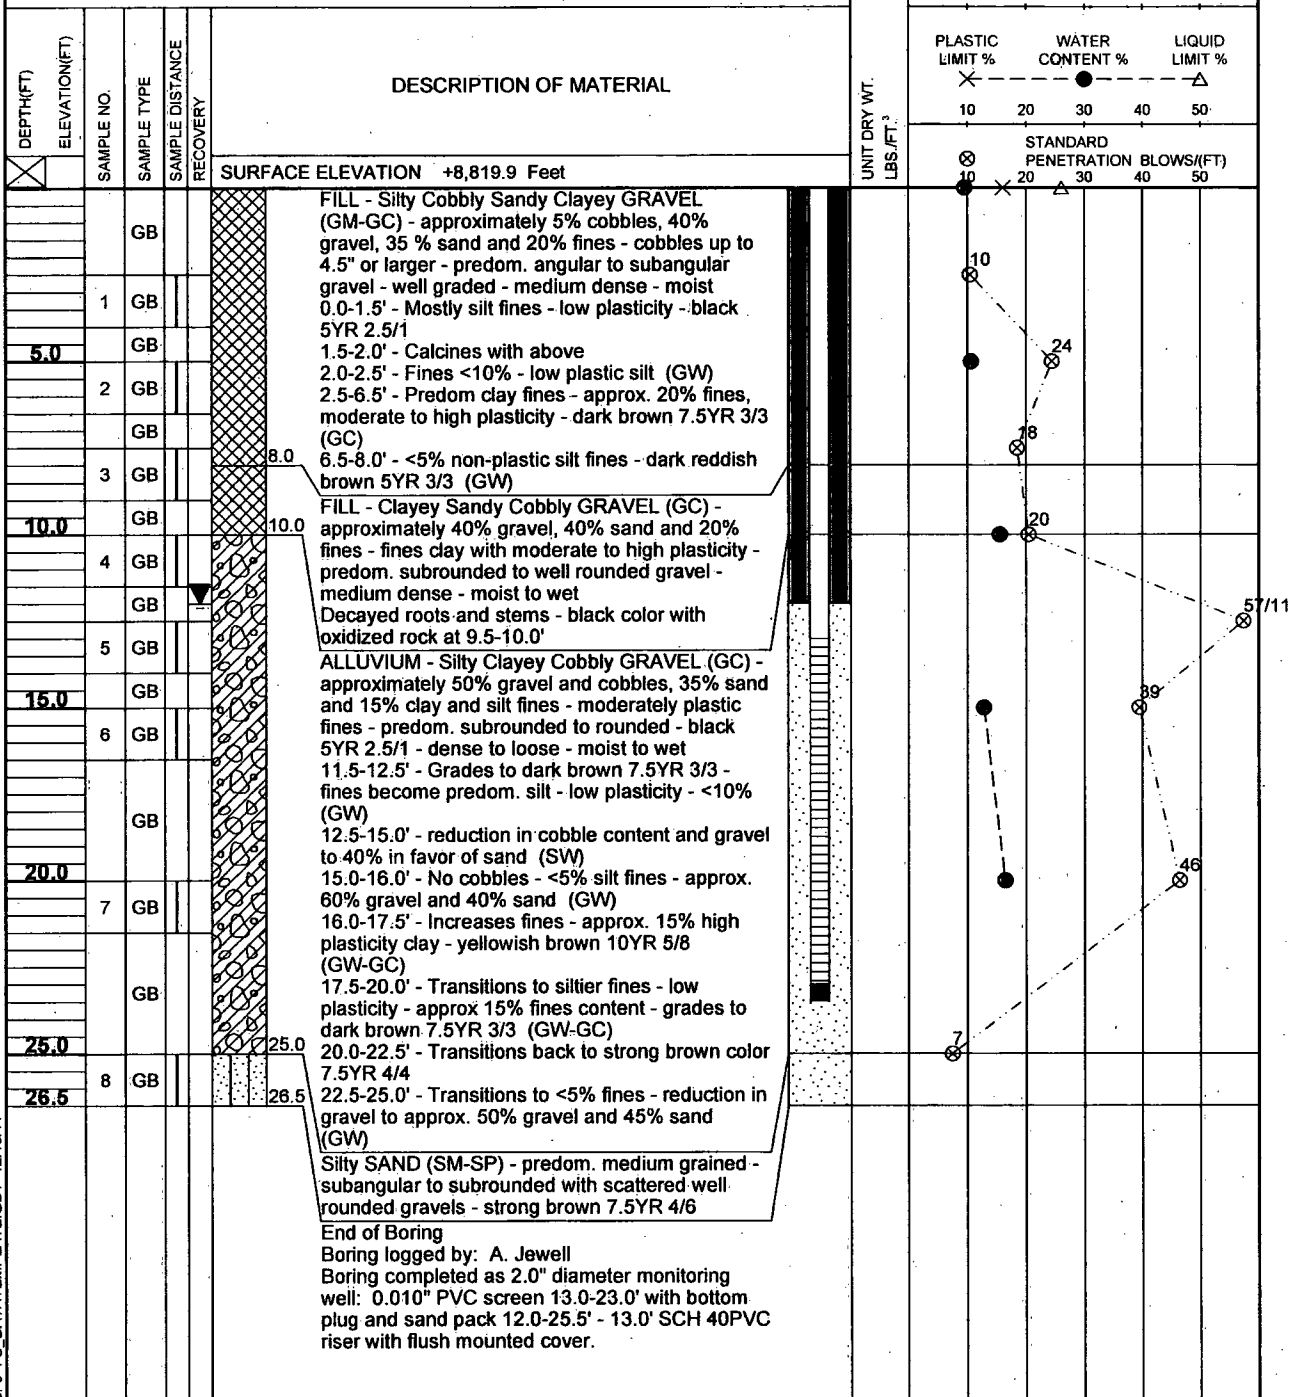 DEPTH(FT)
ELEVATION(FT)
SAMPLE NO.
SAMPLE TYPE
SAMPLE DISTANCE
RECOVERY
DESCRIPTION OF MATERIAL
SURFACE ELEVATION +8,819.9 Feet
UNIT DRY WT.
LBS./FT.³
PLASTIC LIMIT %
WATER CONTENT %
LIQUID LIMIT %
10 20 30 40 50
STANDARD
PENETRATION BLOWS/(FT)
10 20 30 40 50
FILL - Silty Cobbly Sandy Clayey GRAVEL
(GM-GC) - approximately 5% cobbles, 40%
gravel, 35 % sand and 20% fines - cobbles up to
4.5" or larger - predom. angular to subangular
gravel - well graded - medium dense - moist
0.0-1.5' - Mostly silt fines - low plasticity - black
5YR 2.5/1
1.5-2.0' - Calcines with above
2.0-2.5' - Fines <10% - low plastic silt (GW)
2.5-6.5' - Predom clay fines - approx. 20% fines,
moderate to high plasticity - dark brown 7.5YR 3/3
(GC)
6.5-8.0' - <5% non-plastic silt fines - dark reddish
brown 5YR 3/3 (GW)
FILL - Clayey Sandy Cobbly GRAVEL (GC) -
approximately 40% gravel, 40% sand and 20%
fines - fines clay with moderate to high plasticity -
predom. subrounded to well rounded gravel -
medium dense - moist to wet
Decayed roots and stems - black color with
oxidized rock at 9.5-10.0'
ALLUVIUM - Silty Clayey Cobbly GRAVEL (GC) -
approximately 50% gravel and cobbles, 35% sand
and 15% clay and silt fines - moderately plastic
fines - predom. subrounded to rounded - black
5YR 2.5/1 - dense to loose - moist to wet
11.5-12.5' - Grades to dark brown 7.5YR 3/3 -
fines become predom. silt - low plasticity - <10%
(GW)
12.5-15.0' - reduction in cobble content and gravel
to 40% in favor of sand (SW)
15.0-16.0' - No cobbles - <5% silt fines - approx.
60% gravel and 40% sand (GW)
16.0-17.5' - Increases fines - approx. 15% high
plasticity clay - yellowish brown 10YR 5/8
(GW-GC)
17.5-20.0' - Transitions to siltier fines - low
plasticity - approx 15% fines content - grades to
dark brown 7.5YR 3/3 (GW-GC)
20.0-22.5' - Transitions back to strong brown color
7.5YR 4/4
22.5-25.0' - Transitions to <5% fines - reduction in
gravel to approx. 50% gravel and 45% sand
(GW)
Silty SAND (SM-SP) - predom. medium grained -
subangular to subrounded with scattered well
rounded gravels - strong brown 7.5YR 4/6
End of Boring
Boring logged by: A. Jewell
Boring completed as 2.0" diameter monitoring
well: 0.010" PVC screen 13.0-23.0' with bottom
plug and sand pack 12.0-25.5' - 13.0' SCH 40PVC
riser with flush mounted cover.
GB
1 GB
GB
5.0
2 GB
GB
3 GB
GB
10.0
4 GB
GB
5 GB
GB
15.0
6 GB
GB
20.0
7 GB
GB
25.0
8 GB
26.5
8.0
10.0
25.0
26.5
10
24
18
20
57/11
39
46
7